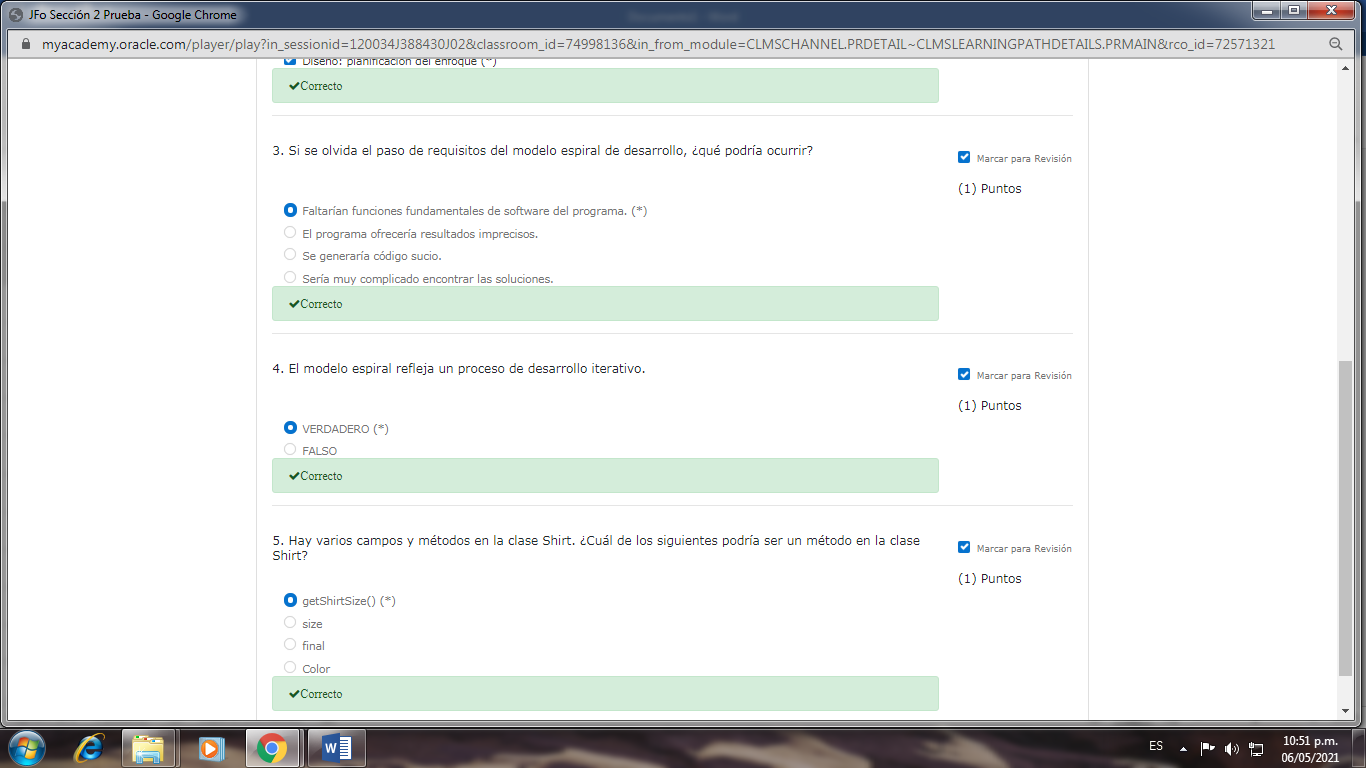 JFo Sección 2 Prueba - Google Chrome
myacademy.oracle.com/player/play?in_sessionid=120034J388430J02&classroom_id=74998136&in_from_module=CLMSCHANNEL.PRDETAIL~CLMSLEARNINGPATHDETAILS.PRMAIN&rco_id=72571321
Diseño: planificación del enfoque (*)
Correcto
3. Si se olvida el paso de requisitos del modelo espiral de desarrollo, ¿qué podría ocurrir?
Marcar para Revisión
(1) Puntos
Faltarían funciones fundamentales de software del programa. (*)
El programa ofrecería resultados imprecisos.
Se generaría código sucio.
Sería muy complicado encontrar las soluciones.
Correcto
4. El modelo espiral refleja un proceso de desarrollo iterativo.
Marcar para Revisión
(1) Puntos
VERDADERO (*)
FALSO
Correcto
5. Hay varios campos y métodos en la clase Shirt. ¿Cuál de los siguientes podría ser un método en la clase
Shirt?
Marcar para Revisión
(1) Puntos
getShirtSize() (*)
size
final
Color
Correcto
ES
10:51 p.m.
06/05/2021